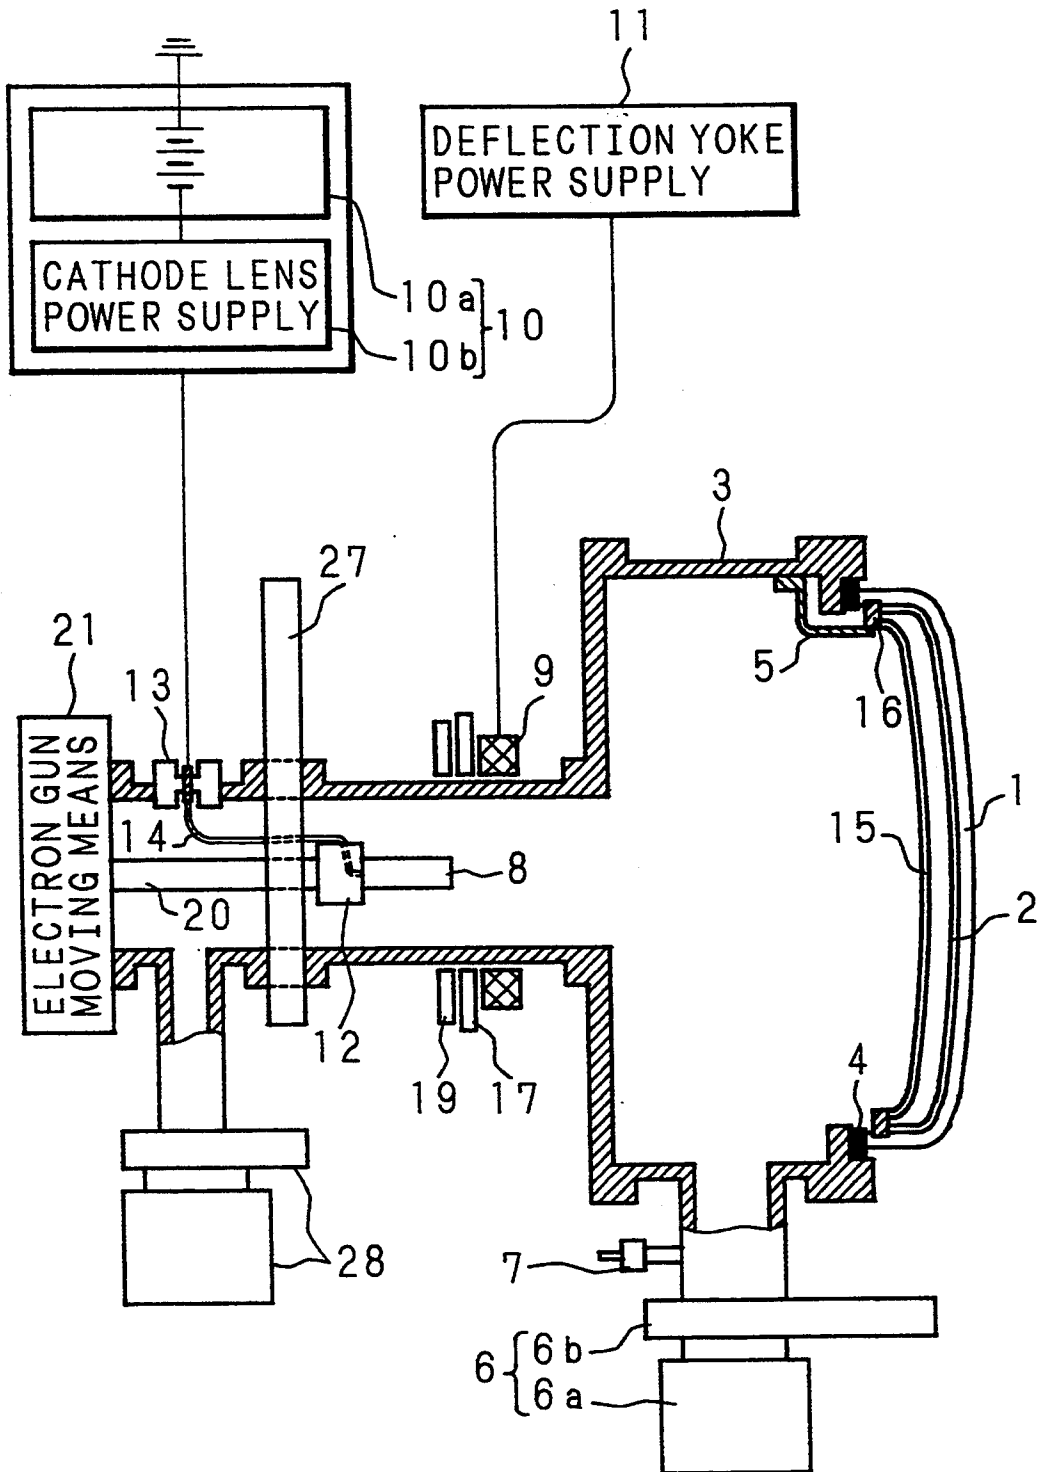 11
DEFLECTION YOKE
POWER SUPPLY
CATHODE LENS
POWER SUPPLY
10a
10b
10
3
27
21
13
9
5
16
1
ELECTRON GUN
MOVING MEANS
14
15
8
20
2
12
19
17
4
28
7
6
6b
6a